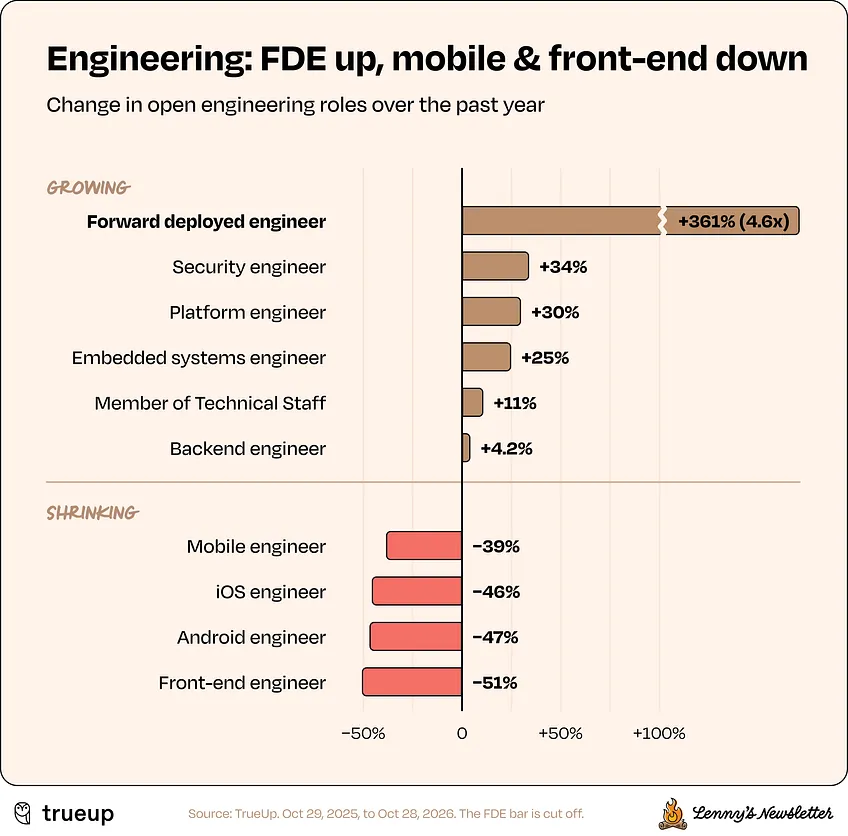 Engineering: FDE up, mobile & front-end down
Change in open engineering roles over the past year
GROWING
Forward deployed engineer +361% (4.6x)
Security engineer +34%
Platform engineer +30%
Embedded systems engineer +25%
Member of Technical Staff +11%
Backend engineer +4.2%
SHRINKING
Mobile engineer −39%
iOS engineer −46%
Android engineer −47%
Front-end engineer −51%
−50% 0 +50% +100%
trueup Source: TrueUp. Oct 29, 2025, to Oct 28, 2026. The FDE bar is cut off. Lenny's Newsletter